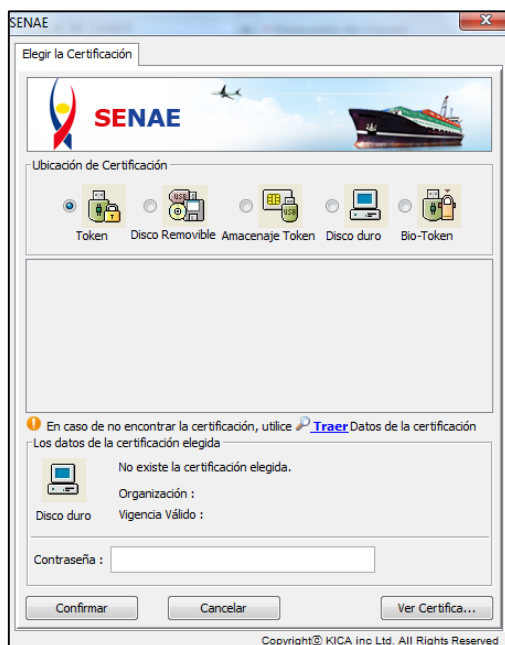 SENAE
Elegir la Certificación
SENAE
Ubicación de Certificación
Token
Disco Removible
Amacenaje Token
Disco duro
Bio-Token
En caso de no encontrar la certificación, utilice Traer Datos de la certificación
Los datos de la certificación elegida
No existe la certificación elegida.
Organización :
Disco duro
Vigencia Válido :
Contraseña :
Confirmar
Cancelar
Ver Certifica...
Copyright© KICA inc Ltd. All Rights Reserved